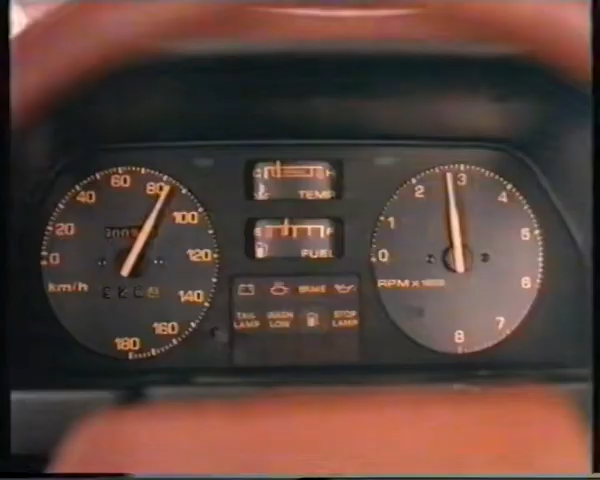 0 20 40 60 80 100 120 140 160 180
km/h
C H
TEMP
E F
FUEL
BRAKE
TAIL LAMP
WASH LOW
STOP LAMP
0 1 2 3 4 5 6 7 8
RPM×1000